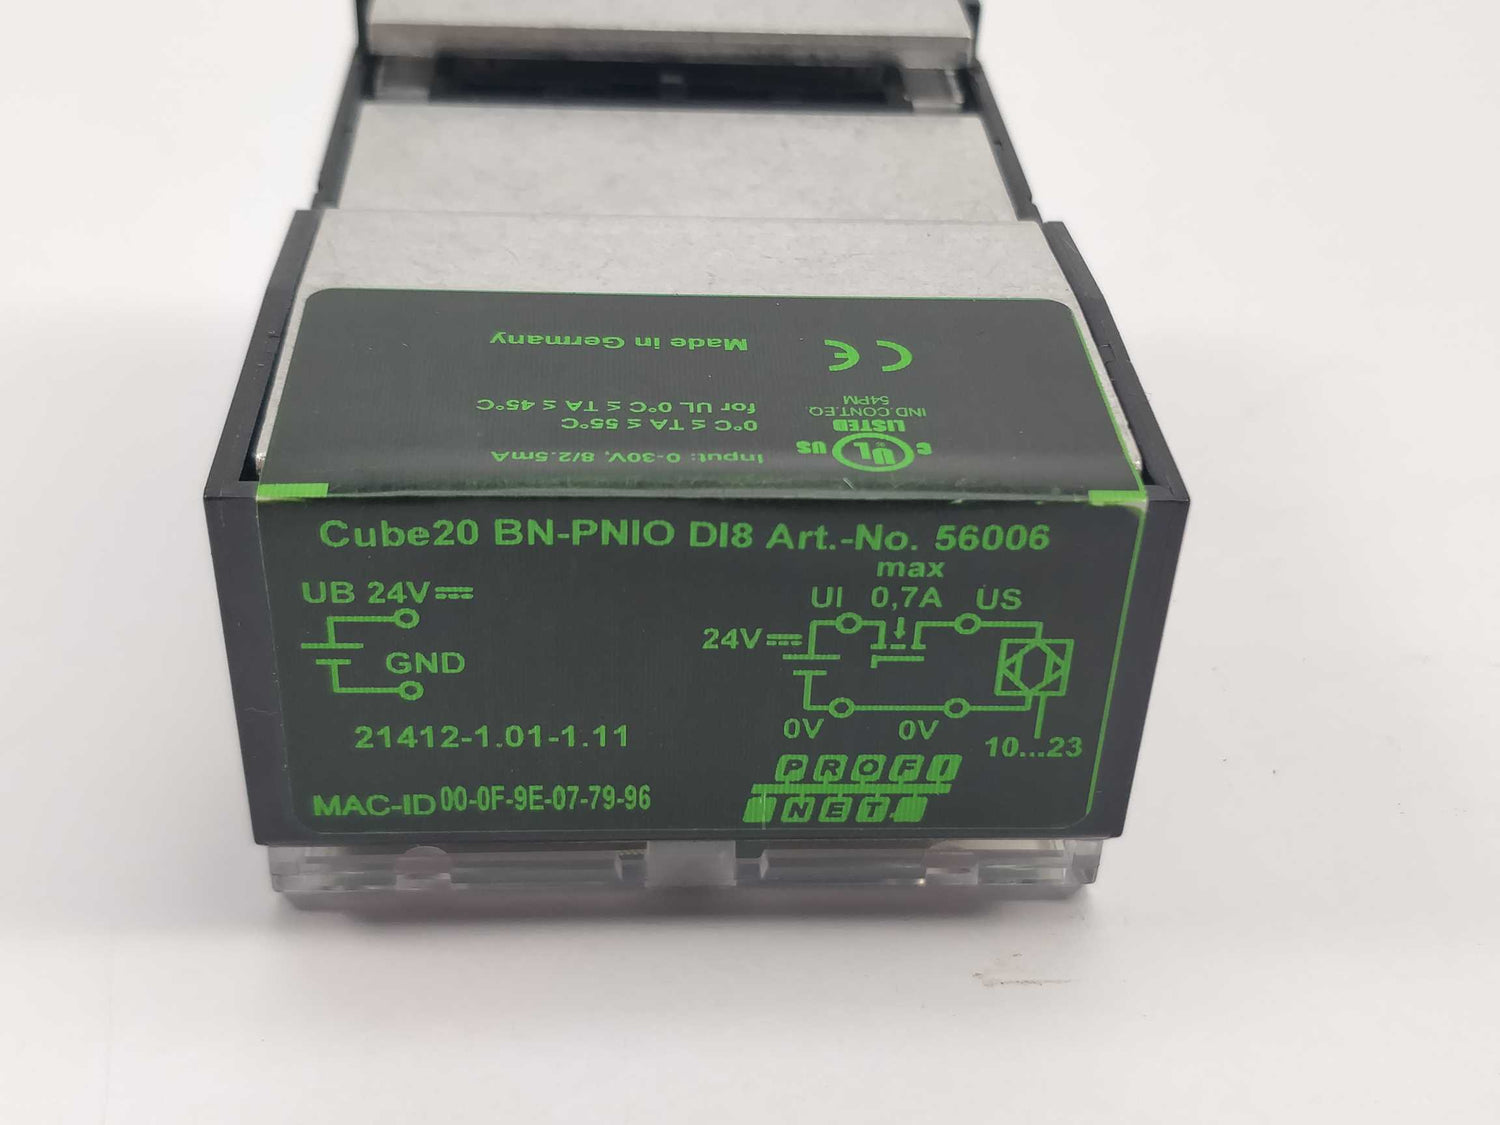 Made in Germany
CE
for UL 0°C ≤ TA ≤ 45°C
0°C ≤ TA ≤ 55°C
Input: 0-30V, 8/2.5mA
54PM
IND.CONT.EQ.
LISTED
C UL US
®
Cube20 BN-PNIO DI8 Art.-No. 56006
UB 24V
GND
max
UI 0,7A US
24V
0V 0V
10...23
21412-1.01-1.11
MAC-ID 00-0F-9E-07-79-96
PROFI
NET